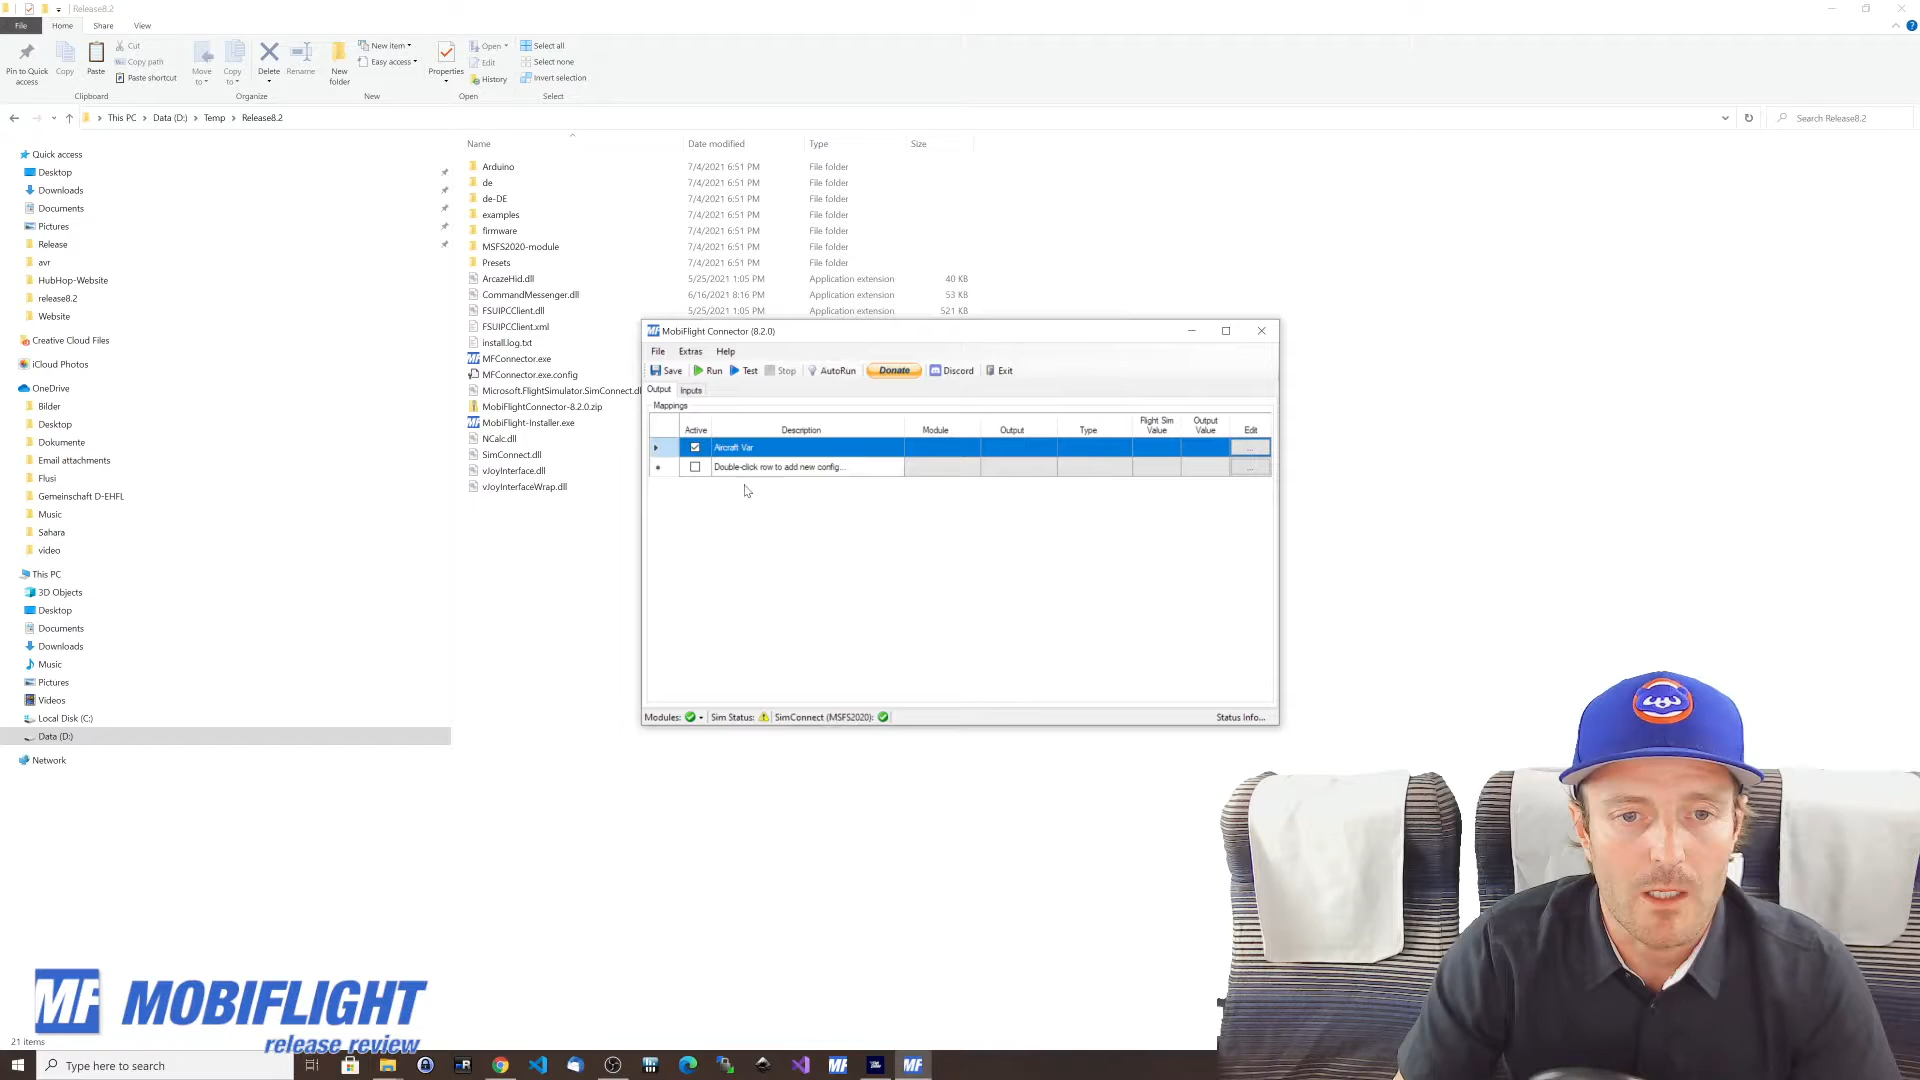 Release8.2
File
Home
Share
View
Pin to Quick access
Copy
Paste
Cut
Copy path
Paste shortcut
Clipboard
Move to
Copy to
Delete
Rename
Organize
New folder
New item
Easy access
New
Properties
Open
Edit
History
Open
Select all
Select none
Invert selection
Select
This PC
Data (D:)
Temp
Release8.2
Search Release8.2
Name
Date modified
Type
Size
Quick access
Desktop
Downloads
Documents
Pictures
Release
avr
HubHop-Website
release8.2
Website
Creative Cloud Files
iCloud Photos
OneDrive
Bilder
Desktop
Dokumente
Email attachments
Flusi
Gemeinschaft D-EHFL
Music
Sahara
video
This PC
3D Objects
Desktop
Documents
Downloads
Music
Pictures
Videos
Local Disk (C:)
Data (D:)
Network
Arduino 7/4/2021 6:51 PM File folder
de 7/4/2021 6:51 PM File folder
de-DE 7/4/2021 6:51 PM File folder
examples 7/4/2021 6:51 PM File folder
firmware 7/4/2021 6:51 PM File folder
MSFS2020-module 7/4/2021 6:51 PM File folder
Presets 7/4/2021 6:51 PM File folder
ArcazeHid.dll 5/25/2021 1:05 PM Application extension 40 KB
CommandMessenger.dll 6/16/2021 8:16 PM Application extension 53 KB
FSUIPCClient.dll 5/25/2021 1:05 PM Application extension 521 KB
FSUIPCClient.xml
install.log.txt
MFConnector.exe
MFConnector.exe.config
Microsoft.FlightSimulator.SimConnect.dl
MobiFlightConnector-8.2.0.zip
MobiFlight-Installer.exe
NCalc.dll
SimConnect.dll
vJoyInterface.dll
vJoyInterfaceWrap.dll
MF MobiFlight Connector (8.2.0)
File Extras Help
Save Run Test Stop AutoRun Donate Discord Exit
Output Inputs
Mappings
Active Description Module Output Type Flight Sim Value Output Value Edit
Aircraft Var ...
Double-click row to add new config... ...
Modules: Sim Status: SimConnect (MSFS2020): Status Info...
MF MOBIFLIGHT
release review
21 items
Type here to search